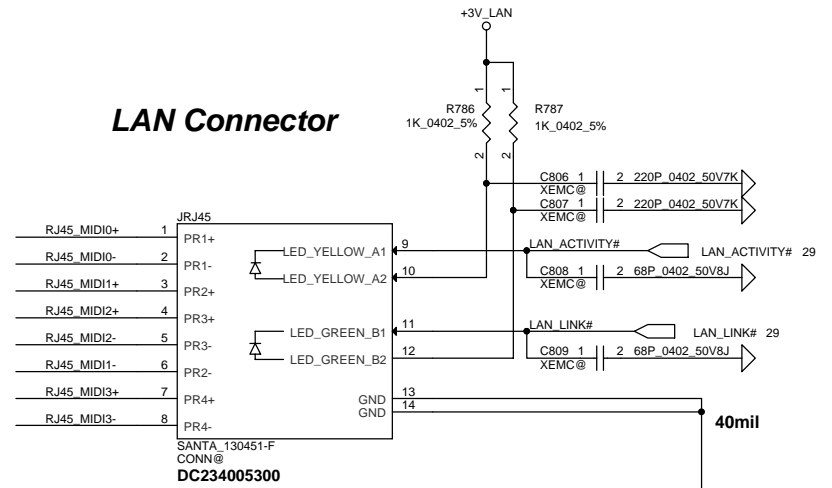 +3V_LAN
LAN Connector
1
1
R786
1K_0402_5%
R787
1K_0402_5%
2
2
C806 1 2 220P_0402_50V7K
XEMC@
C807 1 2 220P_0402_50V7K
XEMC@
JRJ45
RJ45_MIDI0+ 1 PR1+
RJ45_MIDI0- 2 PR1-
RJ45_MIDI1+ 3 PR2+
RJ45_MIDI2+ 4 PR3+
RJ45_MIDI2- 5 PR3-
RJ45_MIDI1- 6 PR2-
RJ45_MIDI3+ 7 PR4+
RJ45_MIDI3- 8 PR4-
LED_YELLOW_A1 9 LAN_ACTIVITY# LAN_ACTIVITY# 29
LED_YELLOW_A2 10
C808 1 2 68P_0402_50V8J
XEMC@
LED_GREEN_B1 11 LAN_LINK# LAN_LINK# 29
LED_GREEN_B2 12
C809 1 2 68P_0402_50V8J
XEMC@
GND 13
GND 14
40mil
SANTA_130451-F
CONN@
DC234005300